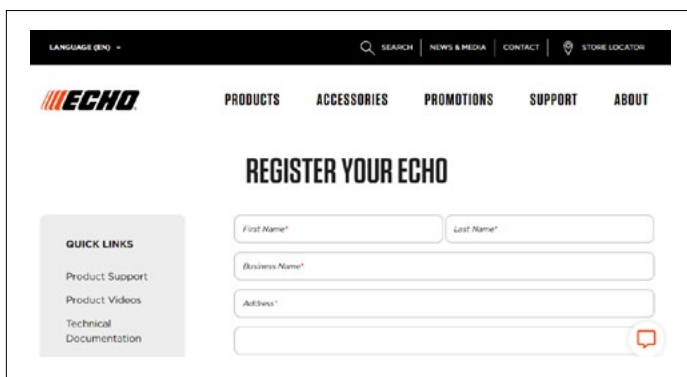 LANGUAGE (EN)
SEARCH
NEWS & MEDIA
CONTACT
STORE LOCATOR
ECHO
PRODUCTS
ACCESSORIES
PROMOTIONS
SUPPORT
ABOUT
REGISTER YOUR ECHO
QUICK LINKS
Product Support
Product Videos
Technical
Documentation
First Name*
Last Name*
Business Name*
Address*